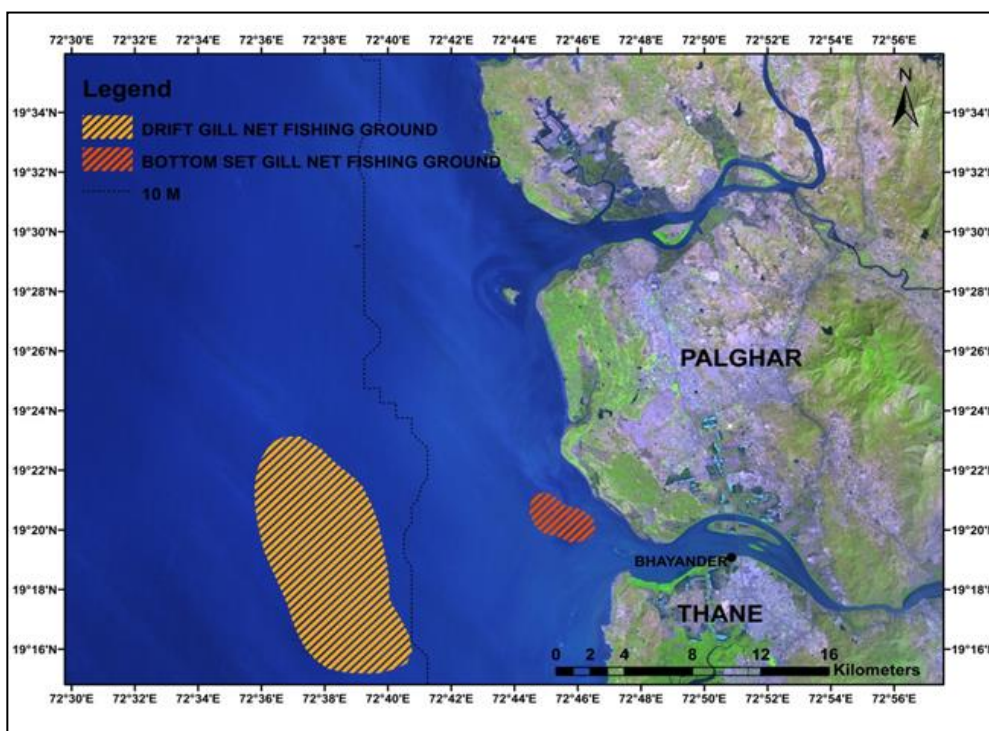 72°30'E 72°32'E 72°34'E 72°36'E 72°38'E 72°40'E 72°42'E 72°44'E 72°46'E 72°48'E 72°50'E 72°52'E 72°54'E 72°56'E
N
Legend
DRIFT GILL NET FISHING GROUND
BOTTOM SET GILL NET FISHING GROUND
10 M
19°34'N 19°34'N
19°32'N 19°32'N
19°30'N 19°30'N
19°28'N 19°28'N
19°26'N 19°26'N
PALGHAR
19°24'N 19°24'N
19°22'N 19°22'N
19°20'N 19°20'N
BHAYANDER
19°18'N 19°18'N
THANE
19°16'N 19°16'N
0 2 4 8 12 16
Kilometers
72°30'E 72°32'E 72°34'E 72°36'E 72°38'E 72°40'E 72°42'E 72°44'E 72°46'E 72°48'E 72°50'E 72°52'E 72°54'E 72°56'E